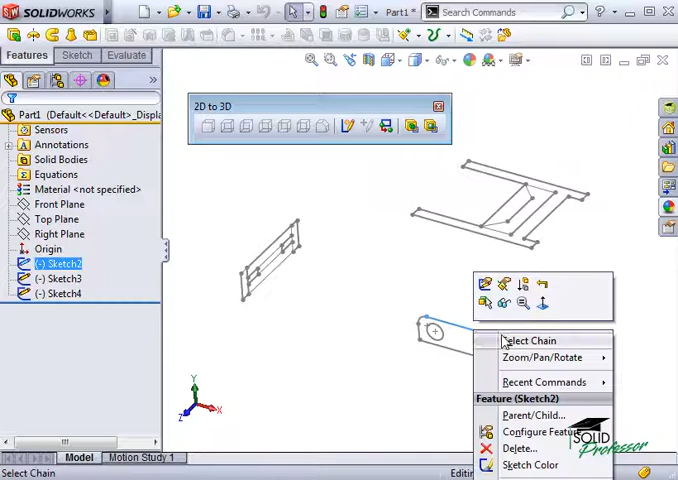 SOLIDWORKS
Part1 *
Search Commands
Features
Sketch
Evaluate
2D to 3D
Part1 (Default<<Default>_Displa
Sensors
Annotations
Solid Bodies
Equations
Material <not specified>
Front Plane
Top Plane
Right Plane
Origin
(-) Sketch2
(-) Sketch3
(-) Sketch4
Select Chain
Zoom/Pan/Rotate
Recent Commands
Feature (Sketch2)
Parent/Child...
Configure Feature
Delete...
Sketch Color
SOLID
Professor
Y
Z
X
Model
Motion Study 1
Select Chain
Editing